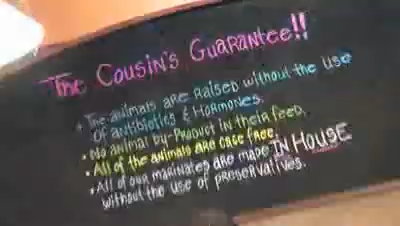 The Cousin's Guarantee!!
• The animals are raised without the use
of antibiotics & Hormones.
• no animal by-product in their feed.
• All of the animals are cage free.
• All of our marinates are made IN HOUSE
without the use of preservatives.